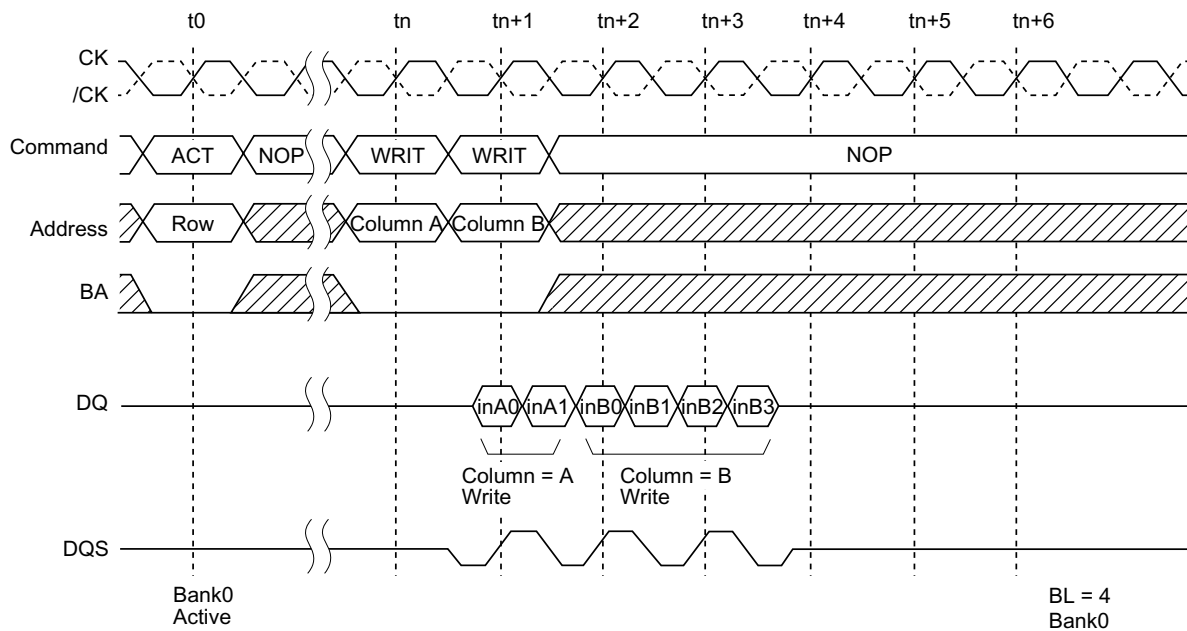 t0 tn tn+1 tn+2 tn+3 tn+4 tn+5 tn+6
CK
/CK
Command ACT NOP WRIT WRIT NOP
Address Row Column A Column B
BA
DQ inA0 inA1 inB0 inB1 inB2 inB3
Column = A Column = B
Write Write
DQS
Bank0 BL = 4
Active Bank0